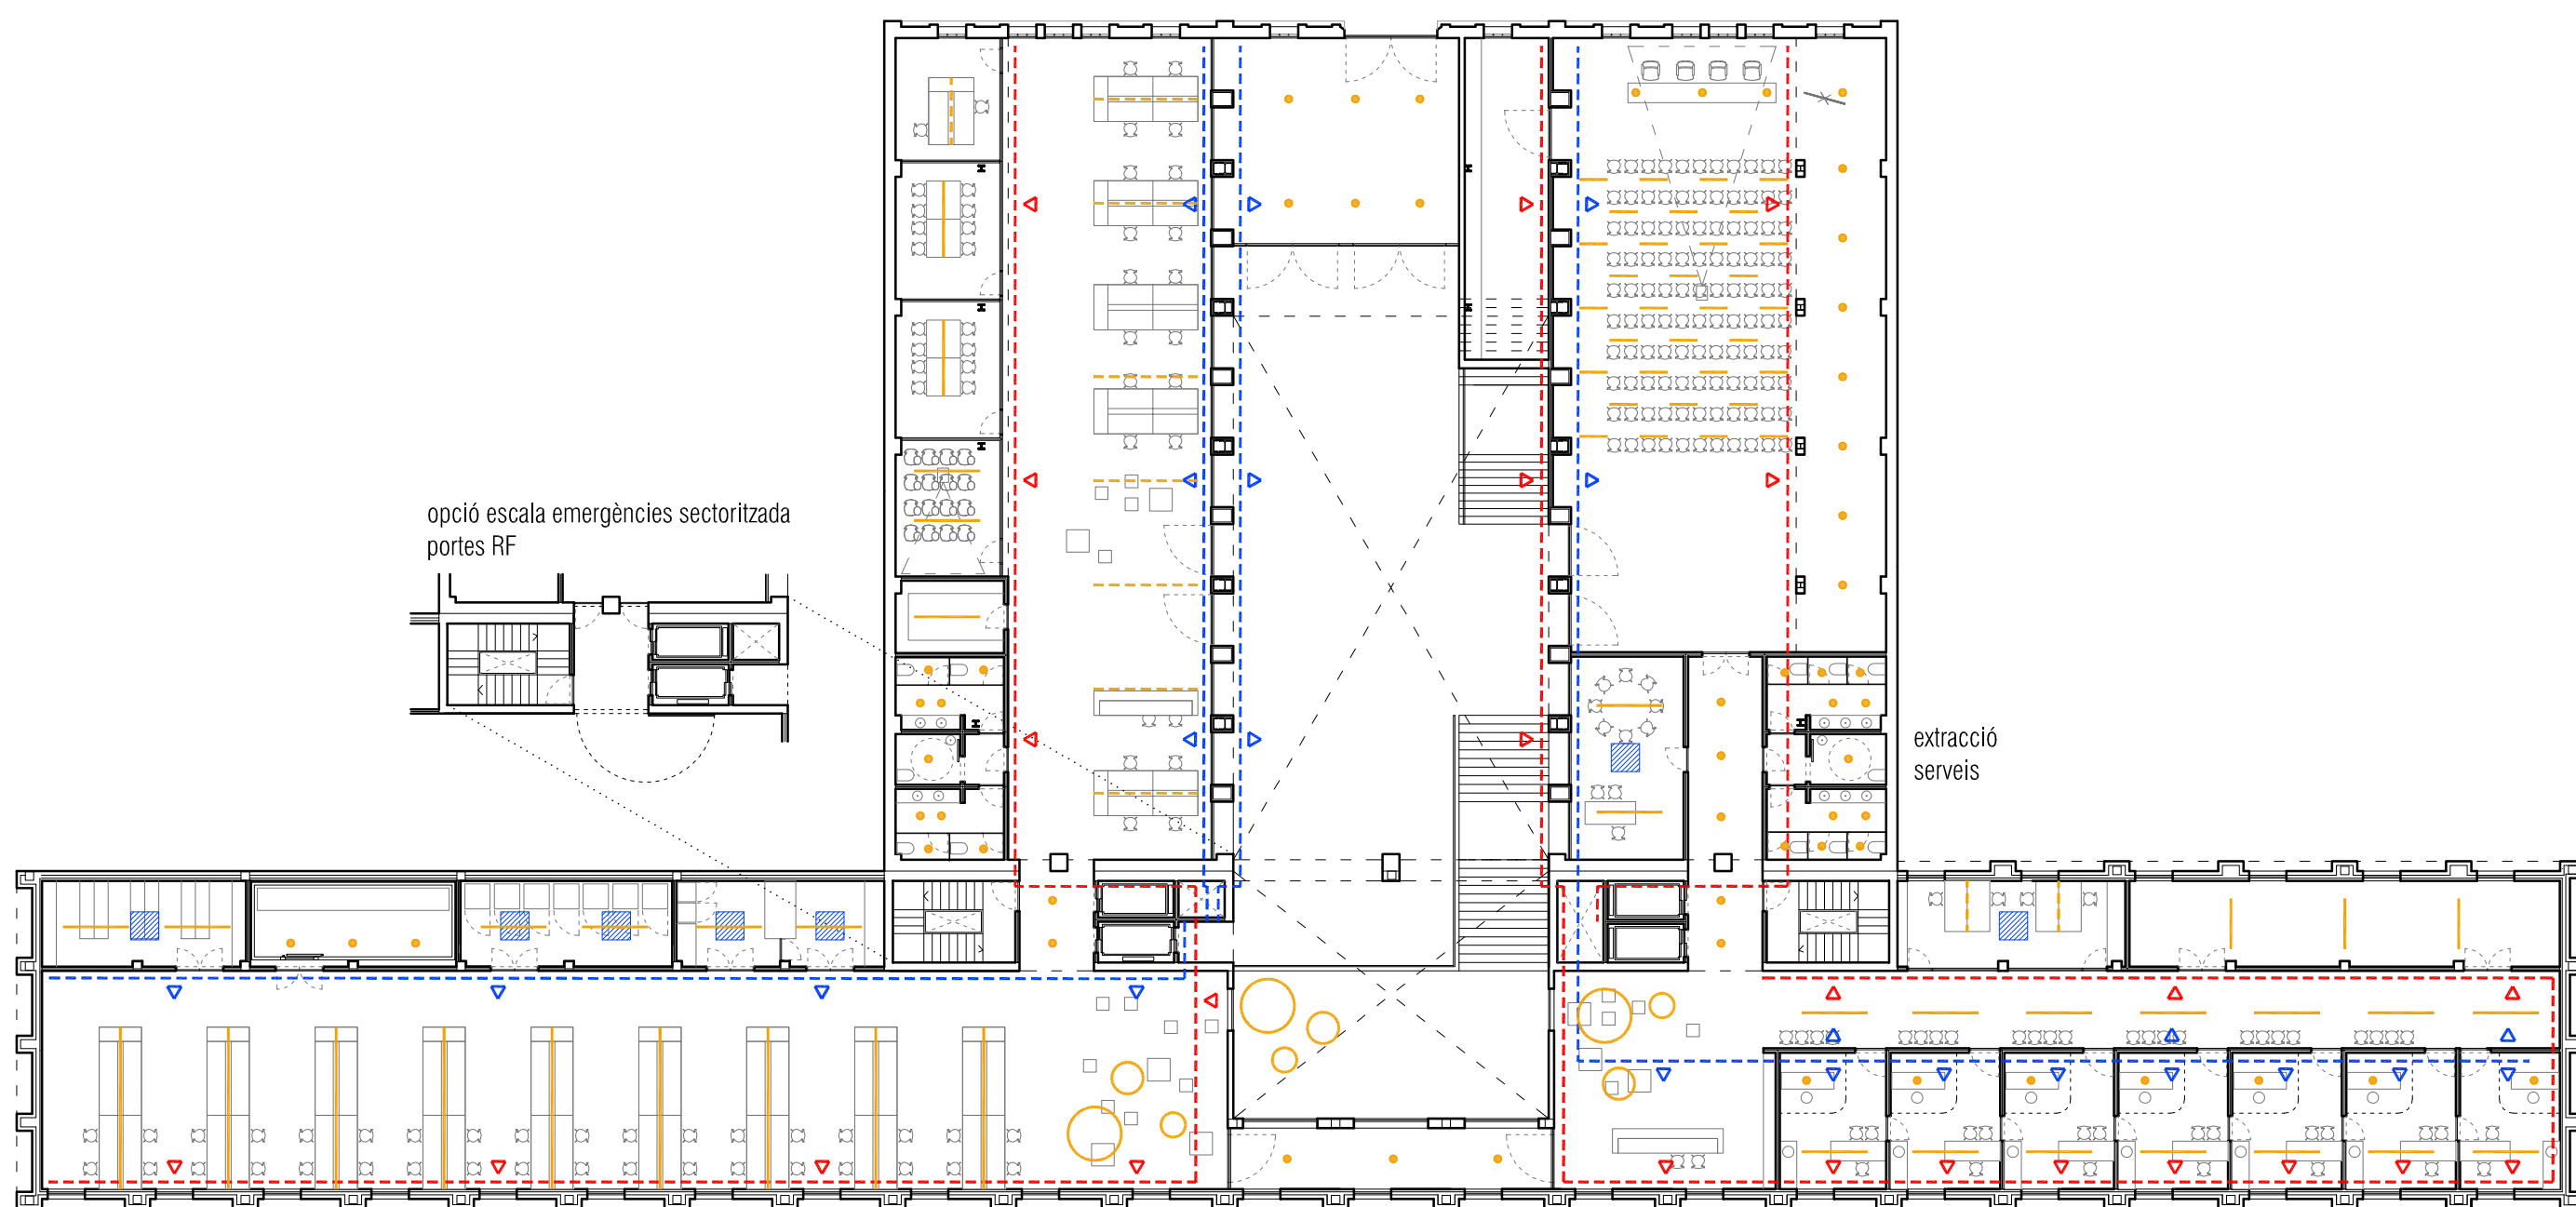 opció escala emergències sectoritzada
portes RF
extracció
serveis